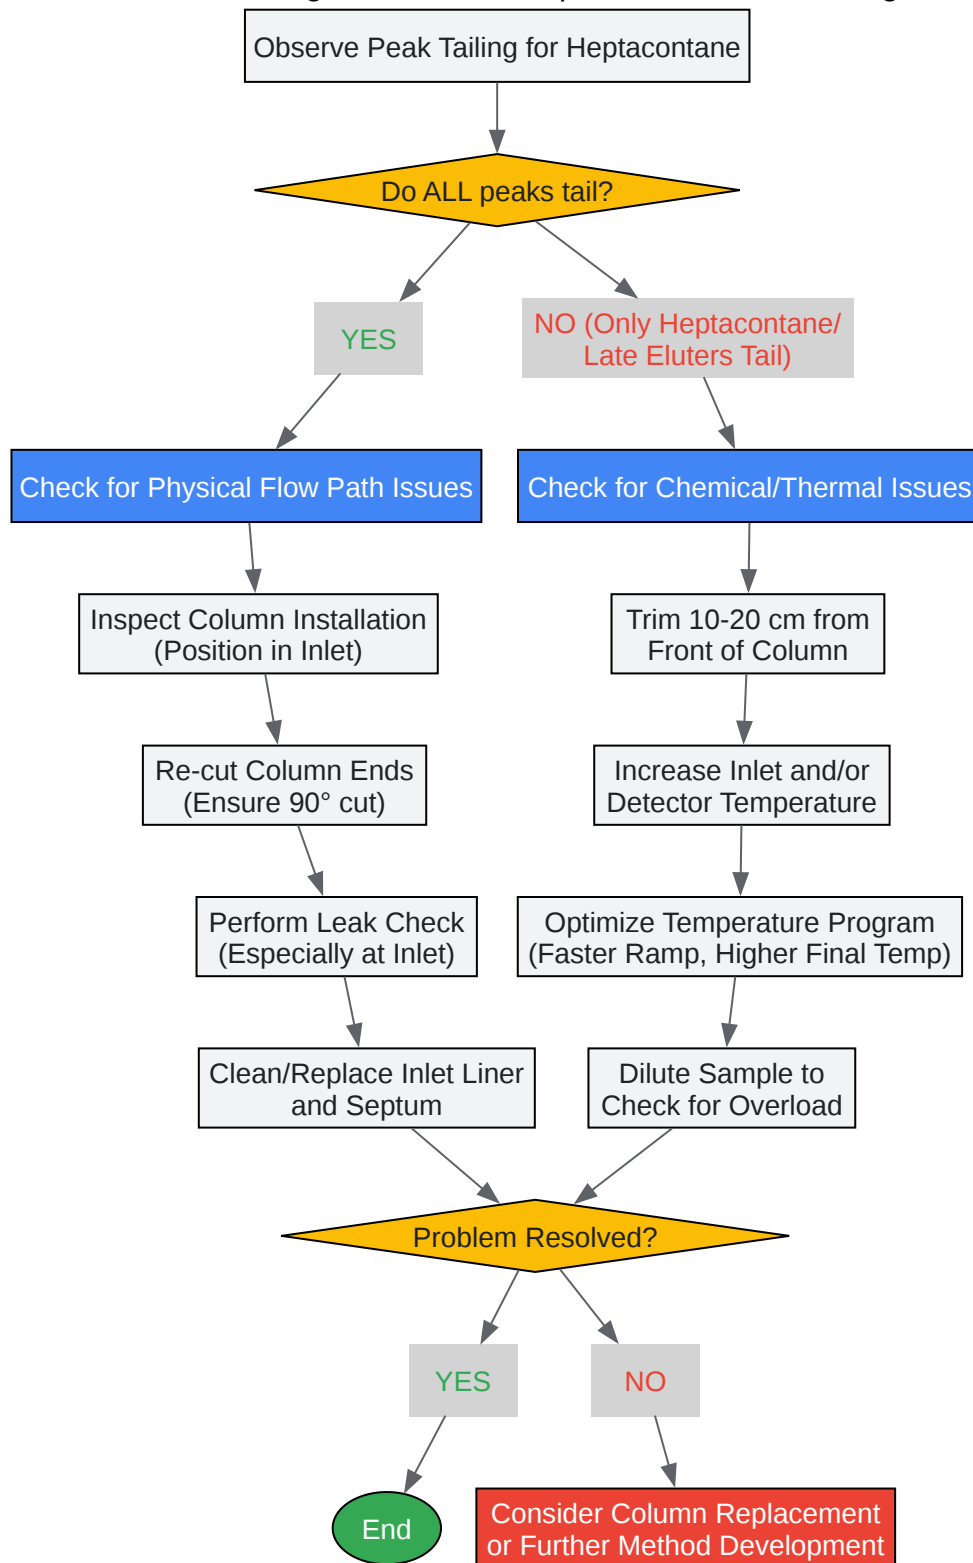 Observe Peak Tailing for Heptacontane
Do ALL peaks tail?
YES
NO (Only Heptacontane/
Late Eluters Tail)
Check for Physical Flow Path Issues
Check for Chemical/Thermal Issues
Inspect Column Installation
(Position in Inlet)
Trim 10-20 cm from
Front of Column
Re-cut Column Ends
(Ensure 90° cut)
Increase Inlet and/or
Detector Temperature
Perform Leak Check
(Especially at Inlet)
Optimize Temperature Program
(Faster Ramp, Higher Final Temp)
Clean/Replace Inlet Liner
and Septum
Dilute Sample to
Check for Overload
Problem Resolved?
YES
NO
End
Consider Column Replacement
or Further Method Development